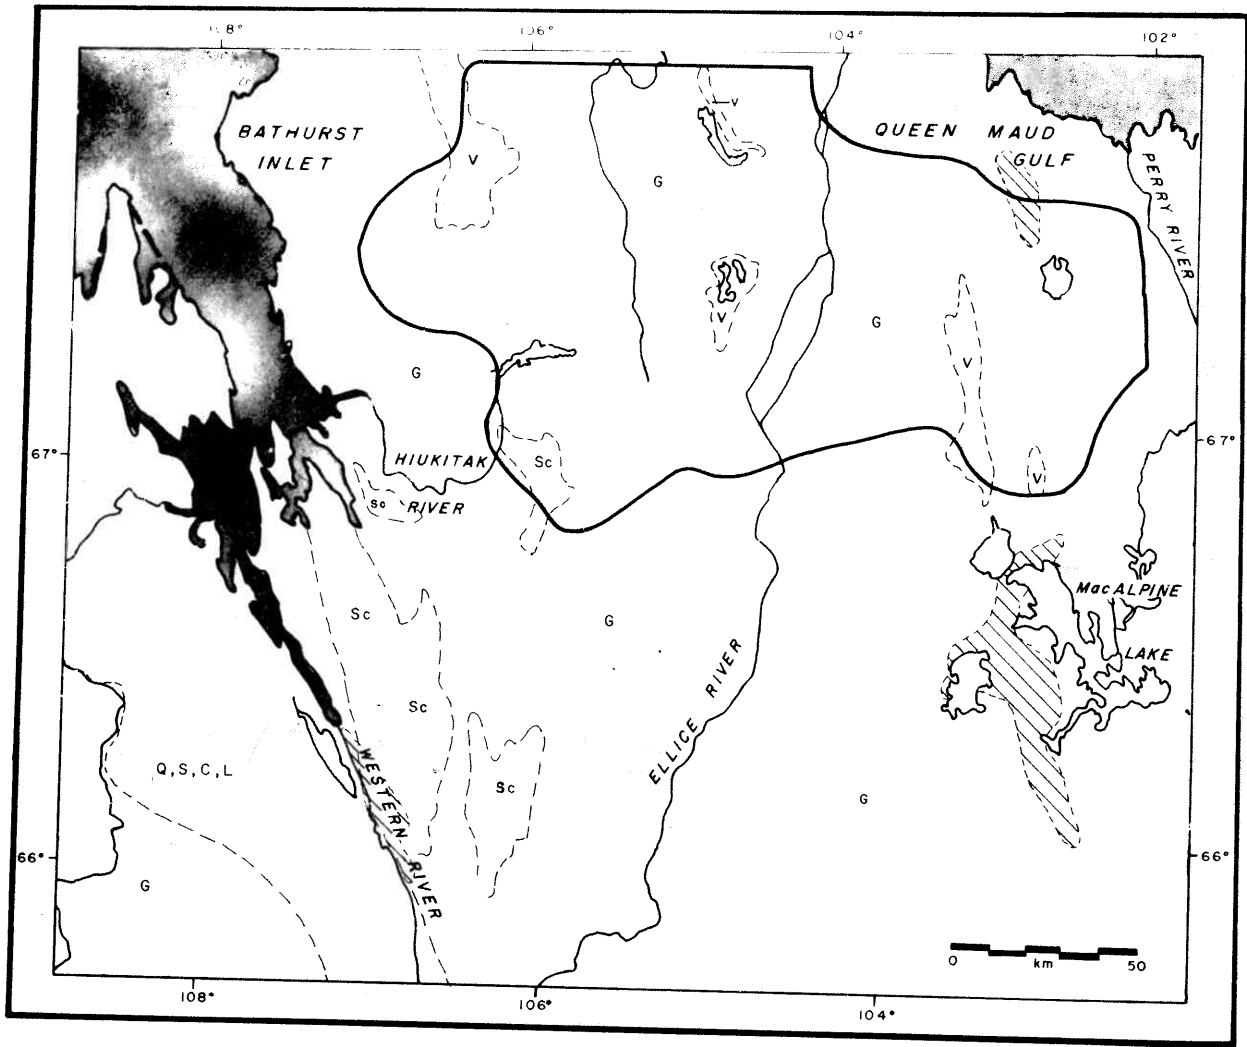 108° 106° 104° 102°
BATHURST
INLET
QUEEN MAUD
GULF
PERRY RIVER
V
V
G
V
G
V
G
HIUKITAK
RIVER
Sc
Sc
V
67° 67°
Sc
G
MacALPINE
LAKE
Sc
ELLICE RIVER
Q,S,C,L
WESTERN RIVER
Sc
G
66° 66°
G
0 km 50
108° 106° 104°